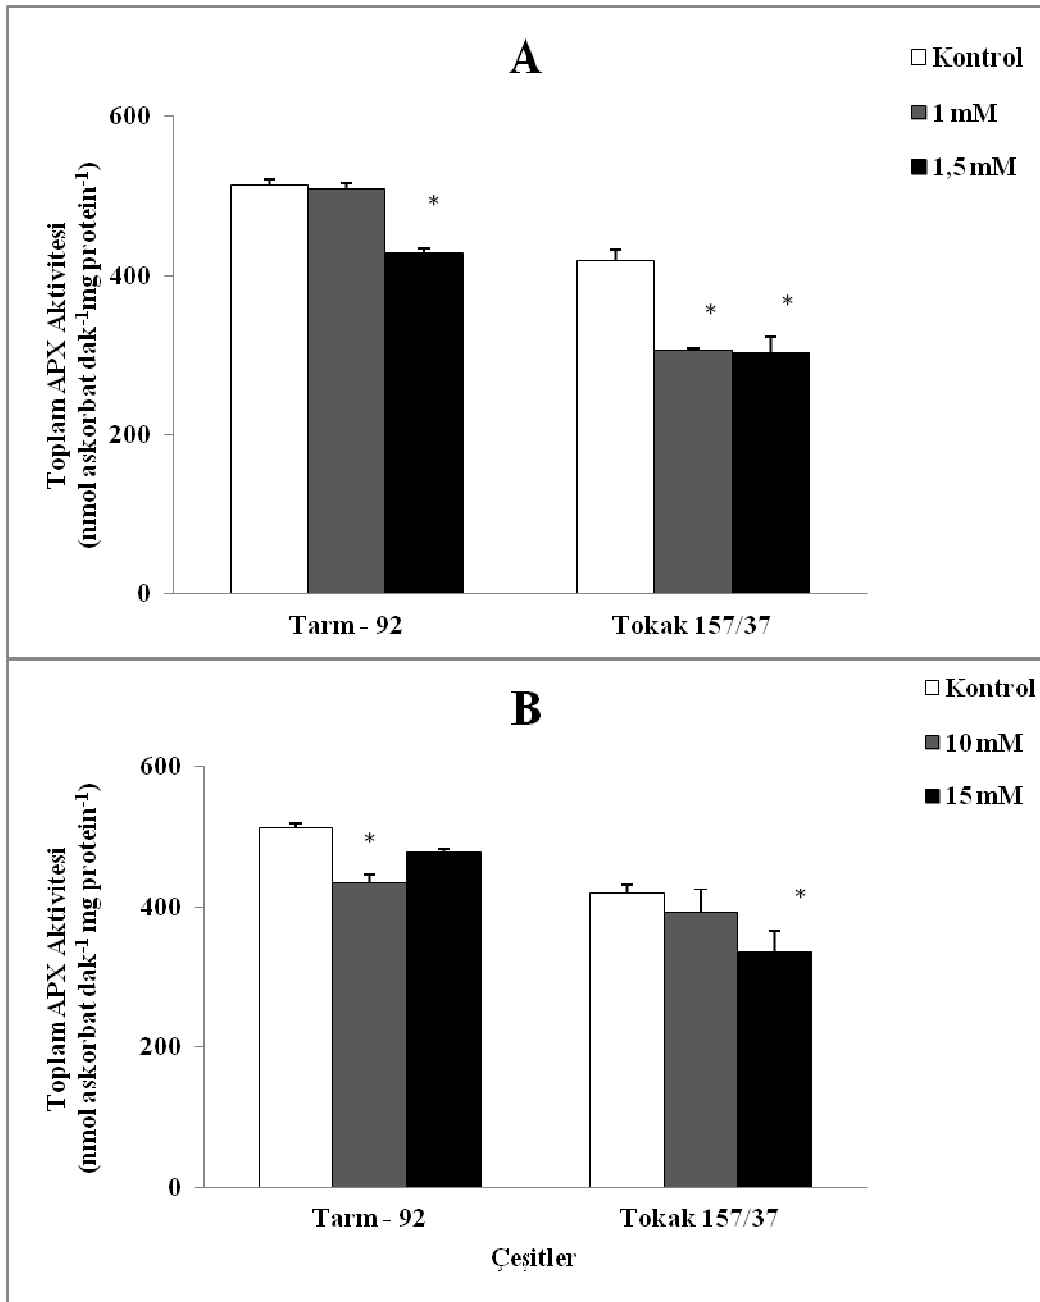 A
Kontrol
1 mM
1,5 mM
Toplam APX Aktivitesi
(nmol askorbat dak⁻¹mg protein⁻¹)
600
400
200
0
*
*
*
Tarm - 92
Tokak 157/37
B
Kontrol
10 mM
15 mM
Toplam APX Aktivitesi
(nmol askorbat dak⁻¹ mg protein⁻¹)
600
400
200
0
*
*
Tarm - 92
Tokak 157/37
Çeşitler